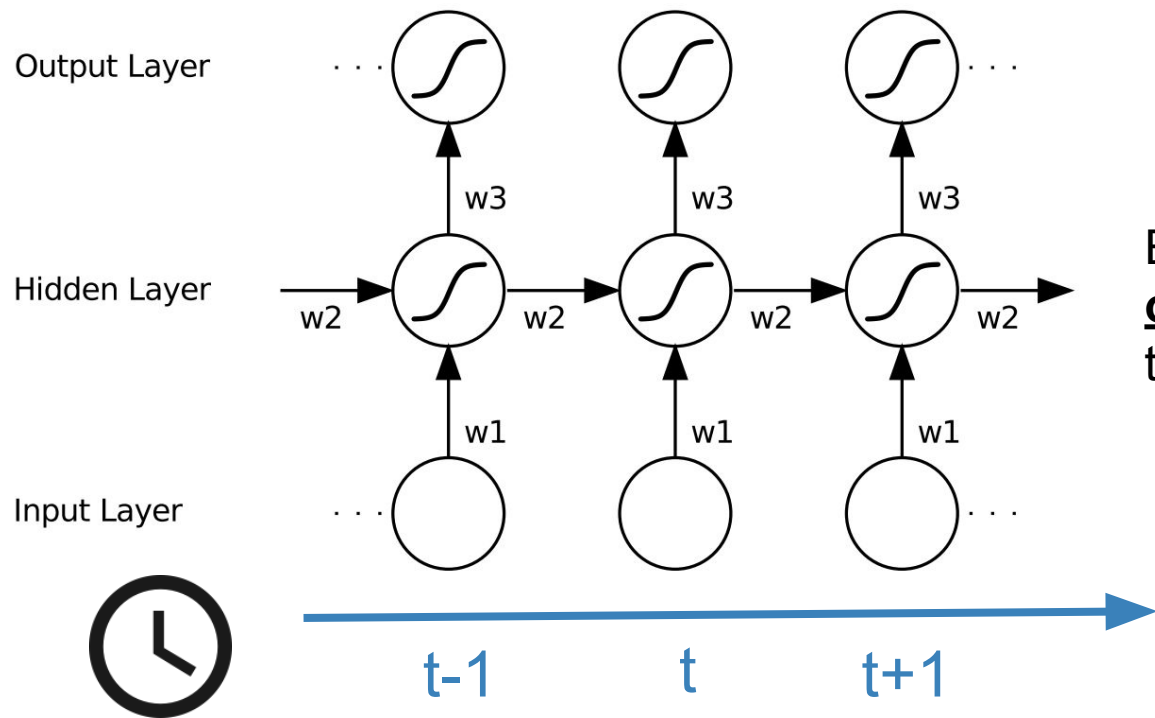 Output Layer
. . .
. . .
w3
w3
w3
Hidden Layer
w2
w2
w2
w2
w1
w1
w1
Input Layer
. . .
. . .
t-1
t
t+1